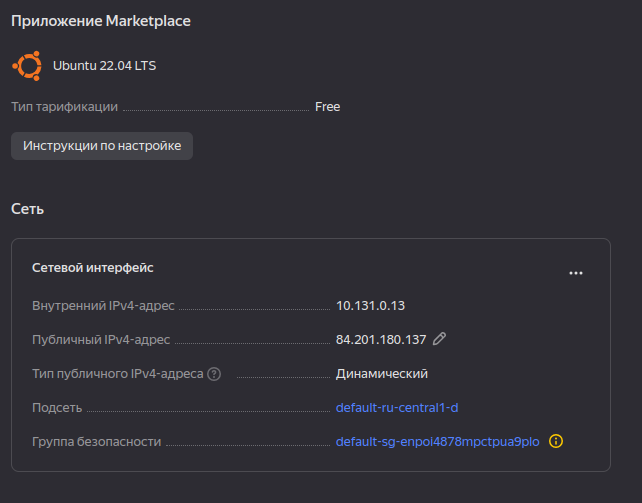 Приложение Marketplace
Ubuntu 22.04 LTS
Тип тарификации Free
Инструкции по настройке
Сеть
Сетевой интерфейс
Внутренний IPv4-адрес 10.131.0.13
Публичный IPv4-адрес 84.201.180.137
Тип публичного IPv4-адреса Динамический
Подсеть default-ru-central1-d
Группа безопасности default-sg-enpol4878mpctpua9plo